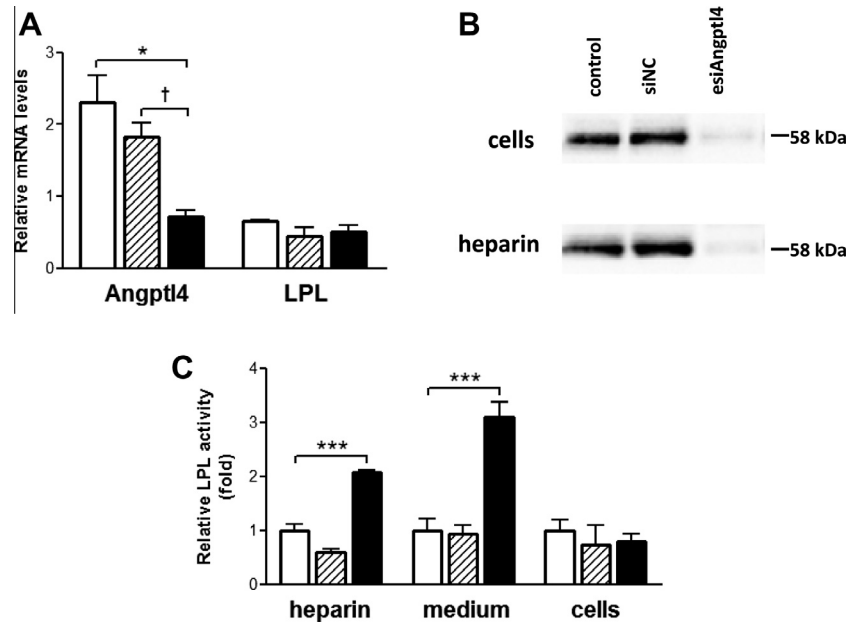 A
Relative mRNA levels
3
2
1
0
*
†
Angptl4 LPL
B
control siNC esiAngptl4
cells 58 kDa
heparin 58 kDa
C
Relative LPL activity
(fold)
4
3
2
1
0
***
***
heparin medium cells